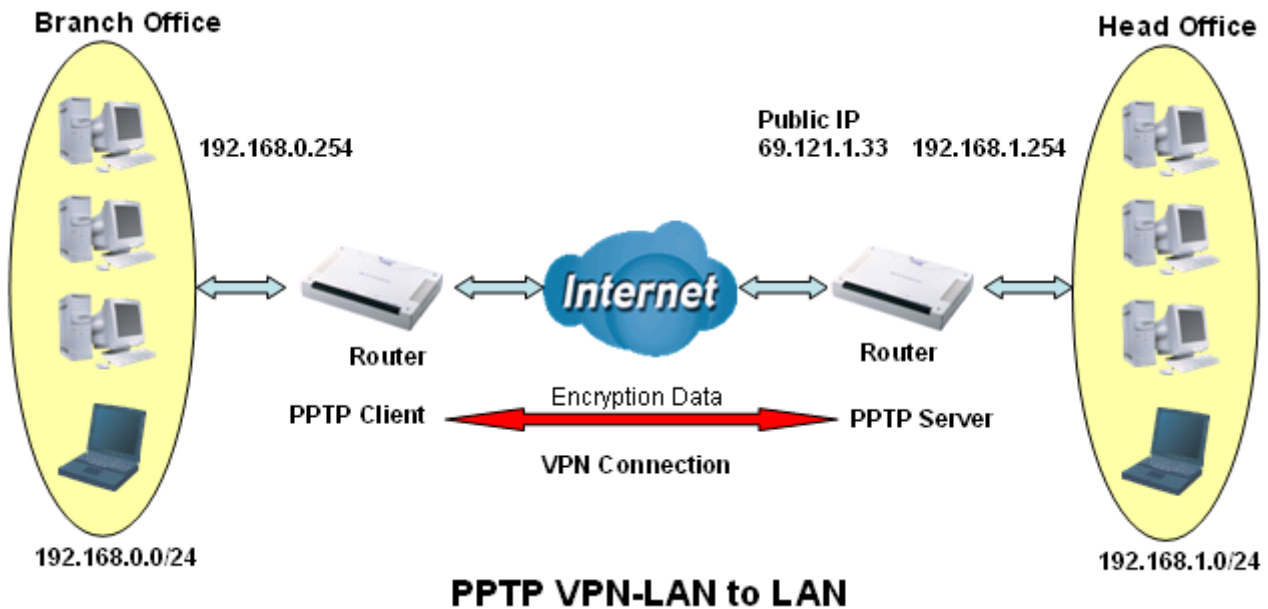 Branch Office
Head Office
192.168.0.254
Public IP
69.121.1.33 192.168.1.254
Internet
Router
Router
Encryption Data
PPTP Client
PPTP Server
VPN Connection
192.168.0.0/24
192.168.1.0/24
PPTP VPN-LAN to LAN